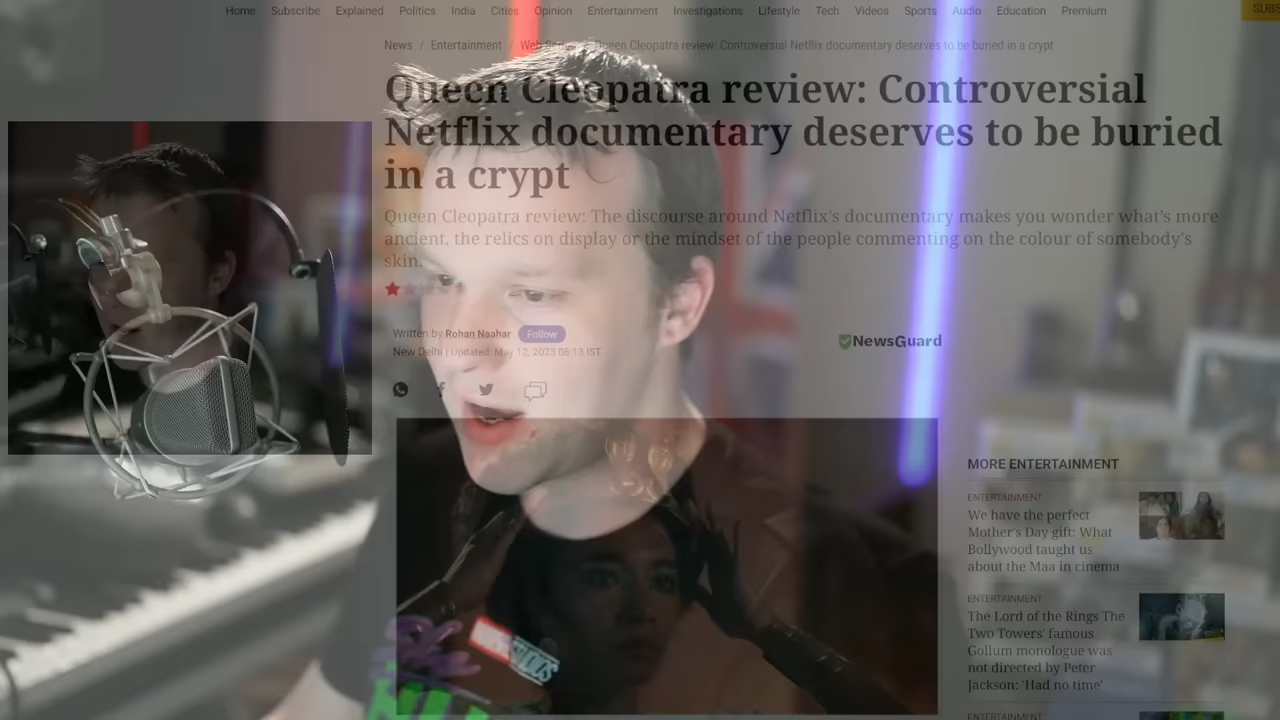 Home Subscribe Explained Politics India Cities Opinion Entertainment Investigations Lifestyle Tech Videos Sports Audio Education Premium
News / Entertainment / Web Queen Cleopatra review: Controversial Netflix documentary deserves to be buried in a crypt
Queen Cleopatra review: Controversial
Netflix documentary deserves to be buried
in a crypt
Queen Cleopatra review: The discourse around Netflix's documentary makes you wonder what's more
ancient, the relics on display or the mindset of the people commenting on the colour of somebody's
skin.
Written by Rohan Naahar Follow
New Delhi | Updated: May 12, 2023 08:13 IST
NewsGuard
MORE ENTERTAINMENT
ENTERTAINMENT
We have the perfect
Mother's Day gift: What
Bollywood taught us
about the Maa in cinema
ENTERTAINMENT
The Lord of the Rings The
Two Towers' famous
Gollum monologue was
not directed by Peter
Jackson: 'Had no time'
ENTERTAINMENT